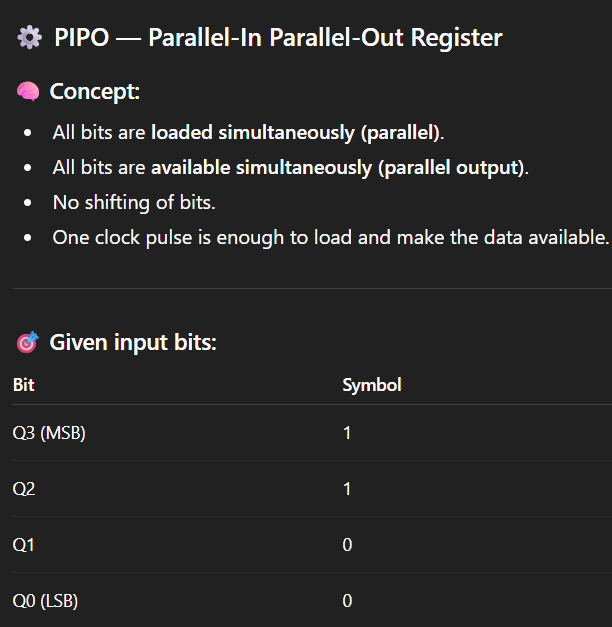 ⚙️ PIPO — Parallel-In Parallel-Out Register
🧠 Concept:
• All bits are loaded simultaneously (parallel).
• All bits are available simultaneously (parallel output).
• No shifting of bits.
• One clock pulse is enough to load and make the data available.
🎯 Given input bits:
Bit Symbol
Q3 (MSB) 1
Q2 1
Q1 0
Q0 (LSB) 0